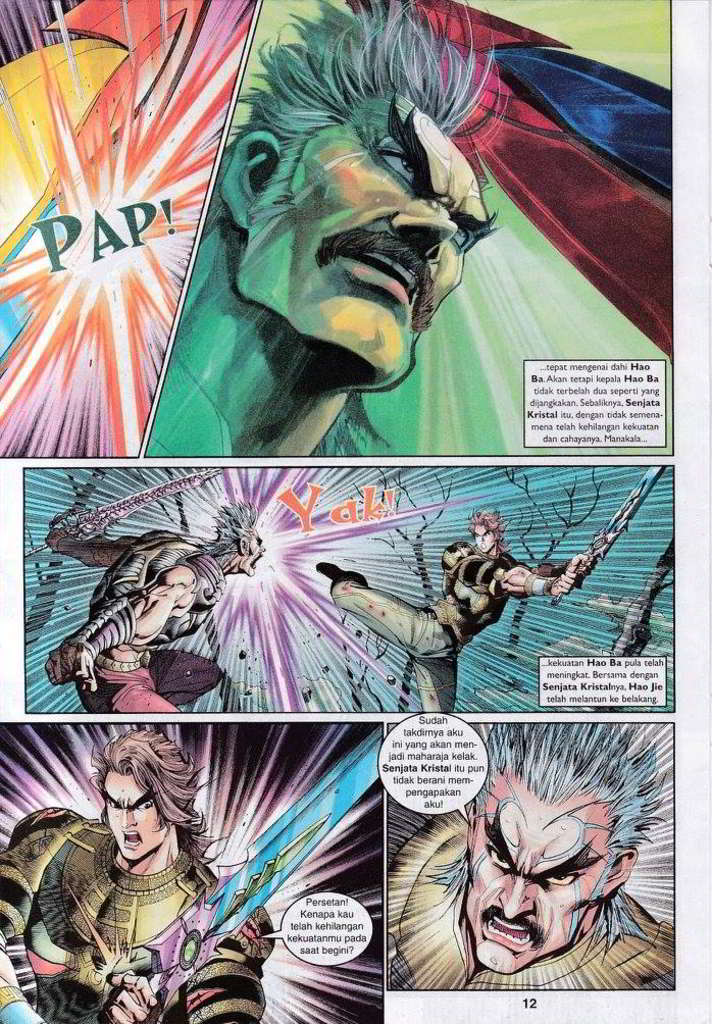 PAP!
...tepat mengenai dahi Hao
Ba. Akan tetapi kepala Hao Ba
tidak terbelah dua seperti yang
dijangkakan. Sebaliknya, Senjata
Kristal itu, dengan tidak semena-
mena telah kehilangan kekuatan
dan cahayanya. Manakala...
Yak!
...kekuatan Hao Ba pula telah
meningkat. Bersama dengan
Senjata Kristalnya, Hao Jie
telah melantun ke belakang.
Persetan!
Kenapa kau
telah kehilangan
kekuatanmu pada
saat begini?
Sudah
takdirnya aku
ini yang akan men-
jadi maharaja kelak.
Senjata Kristal itu pun
tidak berani mem-
pengapakan
aku!
12